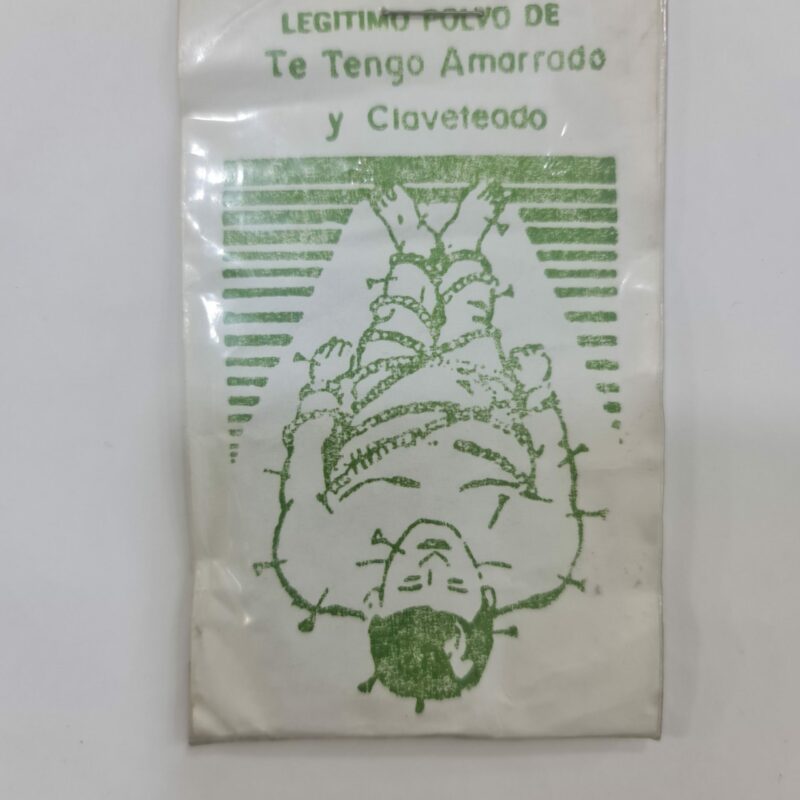 LEGITIMO POLVO DE
Te Tengo Amarrado
y Claveteado